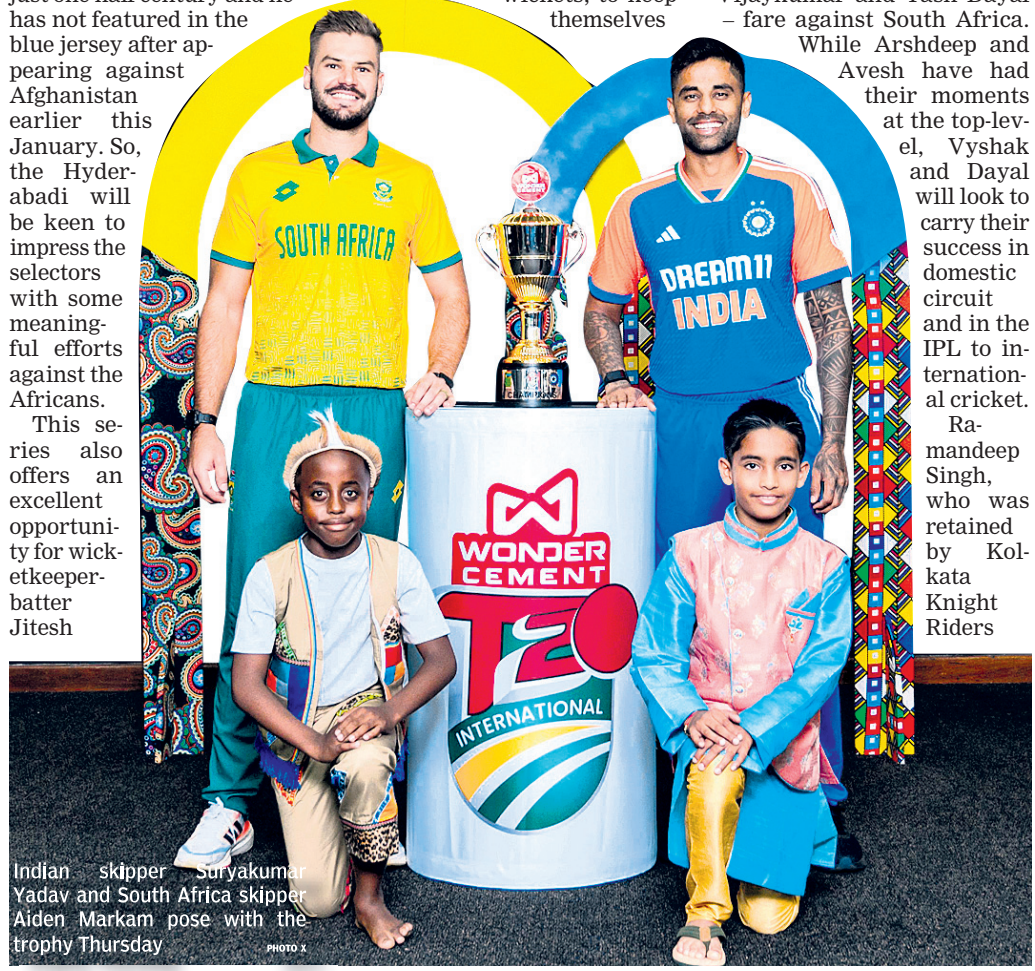 has not featured in the
blue jersey after ap-
pearing against
Afghanistan
earlier this
January. So,
the Hyder-
abadi will
be keen to
impress the
selectors
with some
meaning-
ful efforts
against the
Africans.
This se-
ries also
offers an
excellent
opportuni-
ty for wick-
etkeeper-
batter
Jitesh
themselves
– fare against South Africa.
While Arshdeep and
Avesh have had
their moments
at the top-lev-
el, Vyshak
and Dayal
will look to
carry their
success in
domestic
circuit
and in the
IPL to in-
ternation-
al cricket.
Ra-
mandeep
Singh,
who was
retained
by Kol-
kata
Knight
Riders
SOUTH AFRICA
WONDER
CEMENT
CHAMPIONS
DREAM11
INDIA
WONDER
CEMENT
T20
INTERNATIONAL
Indian skipper Suryakumar
Yadav and South Africa skipper
Aiden Markam pose with the
trophy Thursday
PHOTO X